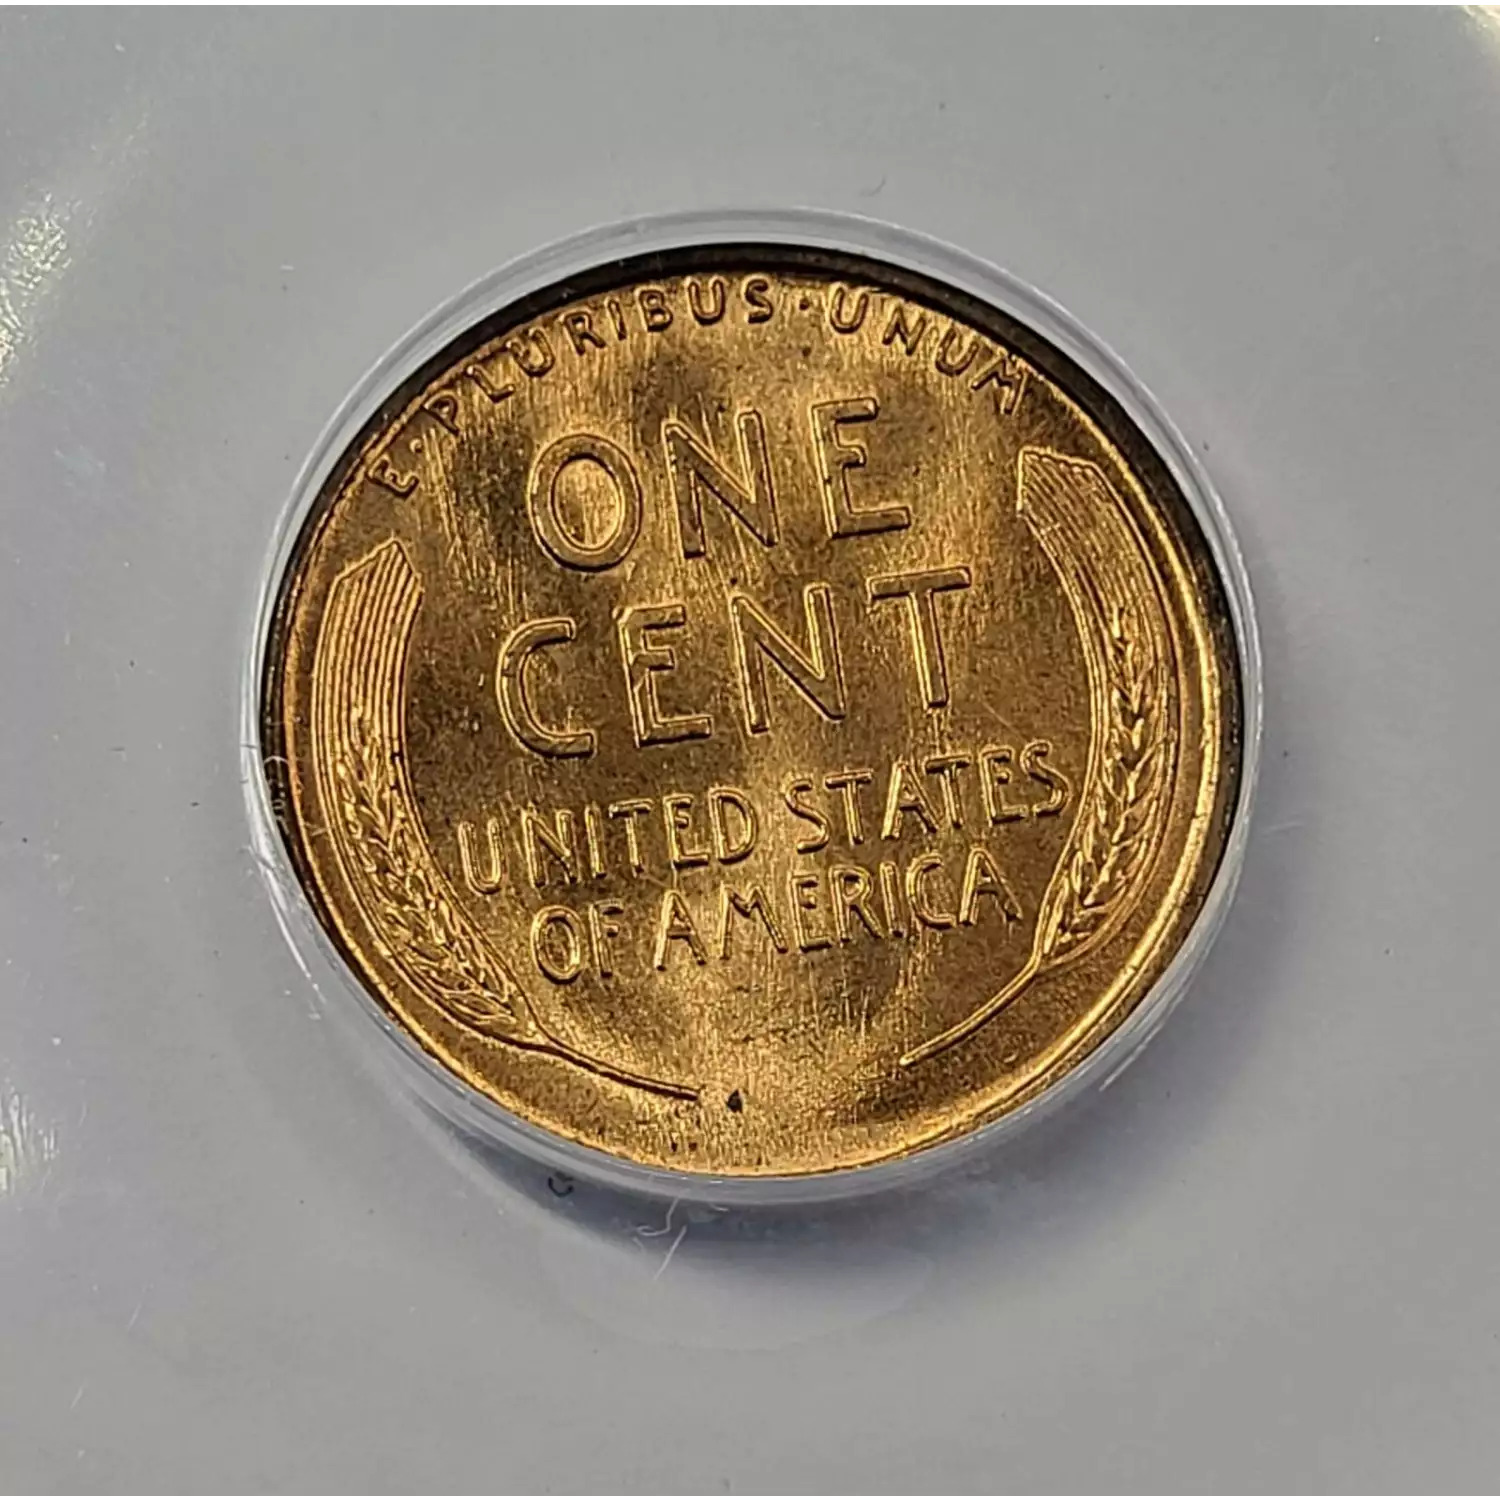 E·PLURIBUS·UNUM
ONE
CENT
UNITED STATES
OF AMERICA